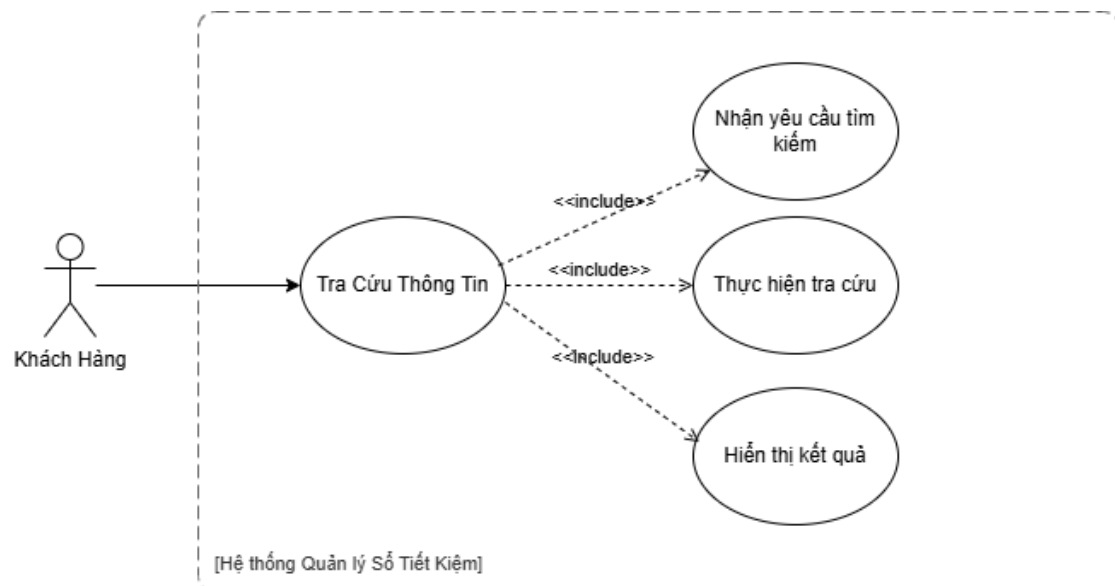 Nhận yêu cầu tìm
kiếm
<<include>>
Khách Hàng
Tra Cứu Thông Tin
<<include>>
Thực hiện tra cứu
<<Include>>
Hiển thị kết quả
[Hệ thống Quản lý Sổ Tiết Kiệm]